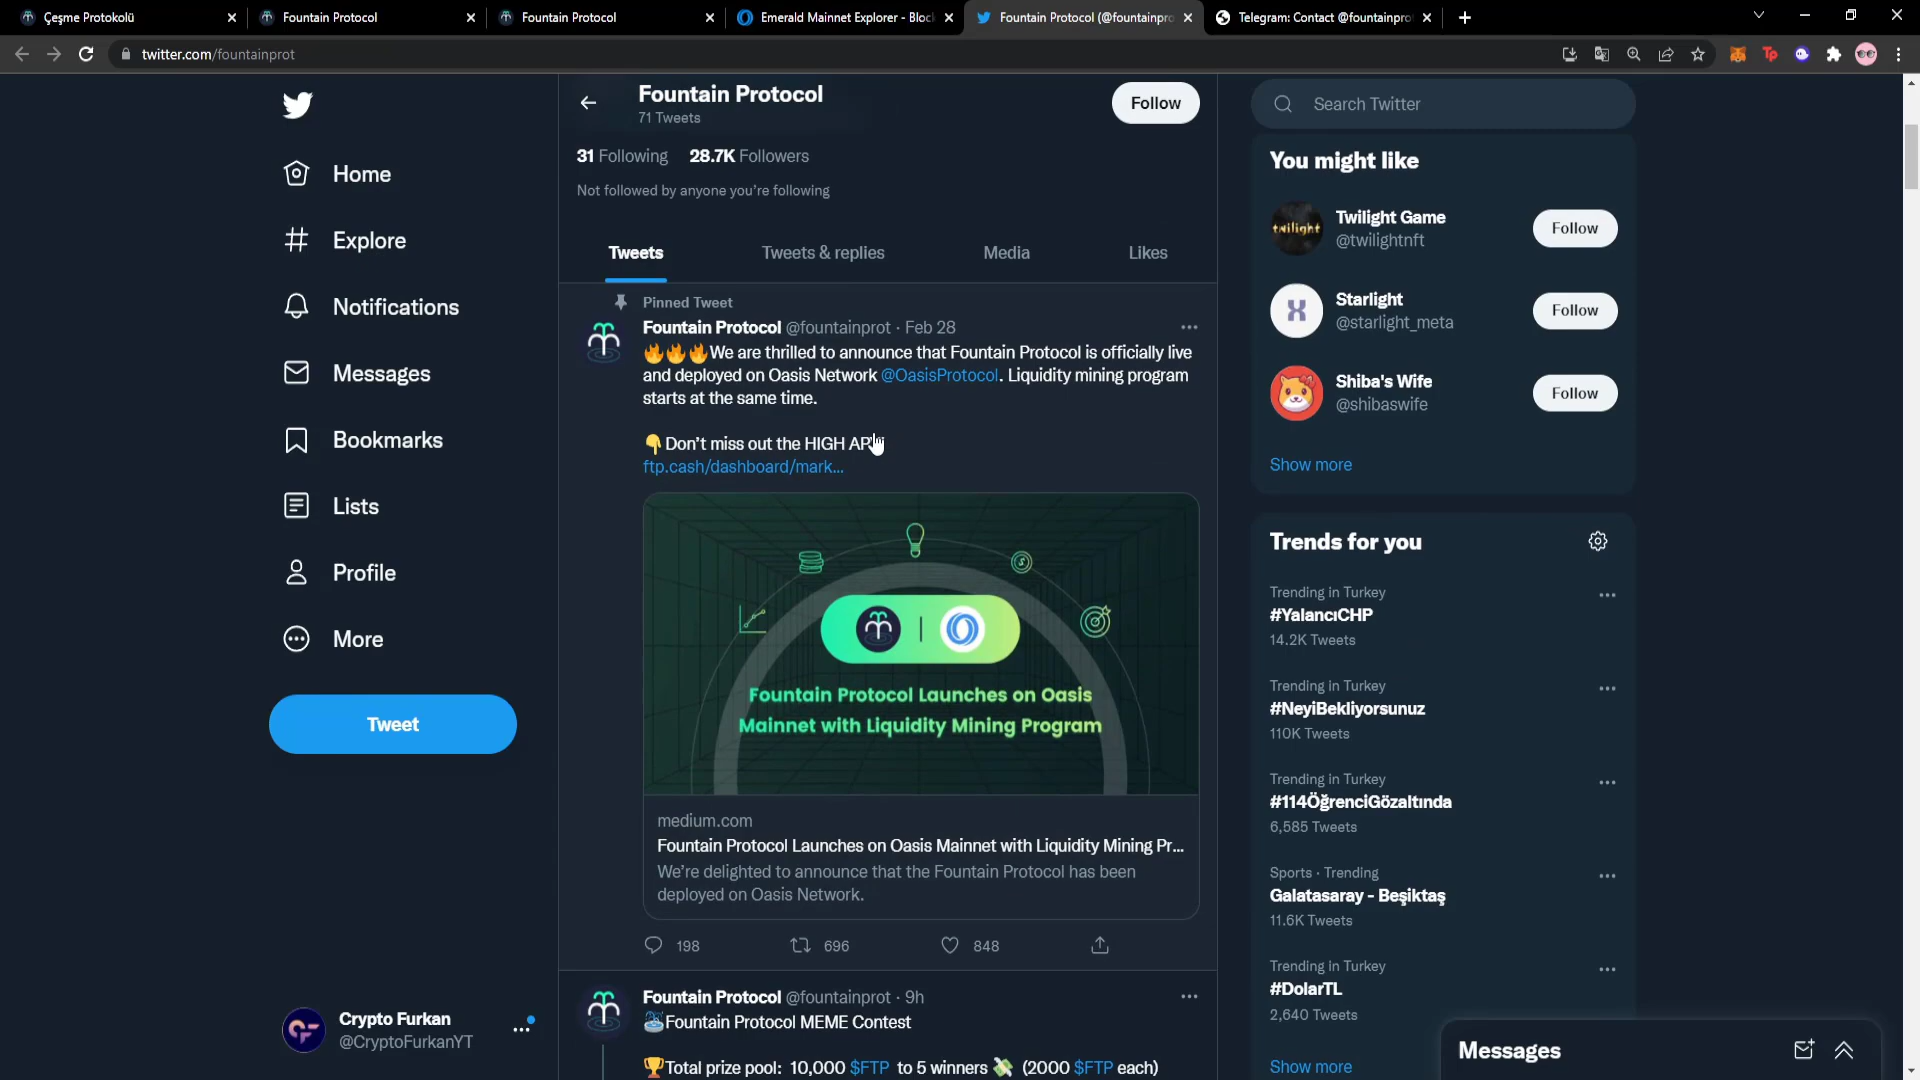 Çeşme Protokolü
Fountain Protocol
Fountain Protocol
Emerald Mainnet Explorer - Bloc
Fountain Protocol (@fountainpro
Telegram: Contact @fountainpro
twitter.com/fountainprot
Fountain Protocol
71 Tweets
Follow
31 Following 28.7K Followers
Not followed by anyone you're following
Tweets
Tweets & replies
Media
Likes
Home
Explore
Notifications
Messages
Bookmarks
Lists
Profile
More
Tweet
Crypto Furkan
@CryptoFurkanYT
Pinned Tweet
Fountain Protocol @fountainprot · Feb 28
🔥🔥🔥We are thrilled to announce that Fountain Protocol is officially live
and deployed on Oasis Network @OasisProtocol. Liquidity mining program
starts at the same time.
👇Don't miss out the HIGH
ftp.cash/dashboard/mark...
Fountain Protocol Launches on Oasis
Mainnet with Liquidity Mining Program
medium.com
Fountain Protocol Launches on Oasis Mainnet with Liquidity Mining Pr...
We're delighted to announce that the Fountain Protocol has been
deployed on Oasis Network.
198 696 848
Fountain Protocol @fountainprot · 9h
⛲Fountain Protocol MEME Contest
🏆Total prize pool: 10,000 $FTP to 5 winners 💸 (2000 $FTP each)
Search Twitter
You might like
twilight
Twilight Game
@twilightnft
Follow
Starlight
@starlight_meta
Follow
Shiba's Wife
@shibaswife
Follow
Show more
Trends for you
Trending in Turkey
#YalancıCHP
14.2K Tweets
Trending in Turkey
#NeyiBekliyorsunuz
110K Tweets
Trending in Turkey
#114ÖğrenciGözaltında
6,585 Tweets
Sports · Trending
Galatasaray - Beşiktaş
11.6K Tweets
Trending in Turkey
#DolarTL
2,640 Tweets
Show more
Messages